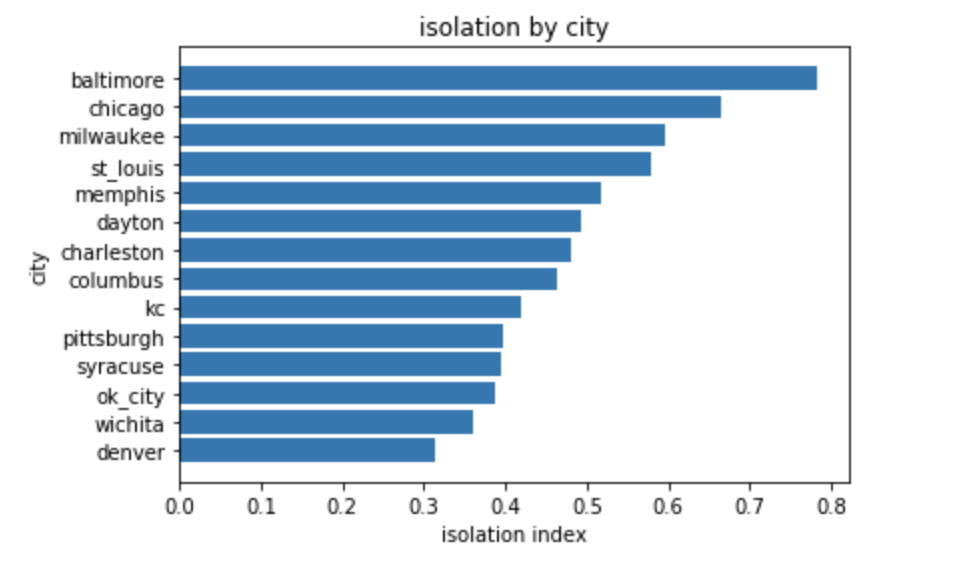 isolation by city
baltimore
chicago
milwaukee
st_louis
memphis
dayton
charleston
columbus
kc
pittsburgh
syracuse
ok_city
wichita
denver
city
0.0 0.1 0.2 0.3 0.4 0.5 0.6 0.7 0.8
isolation index